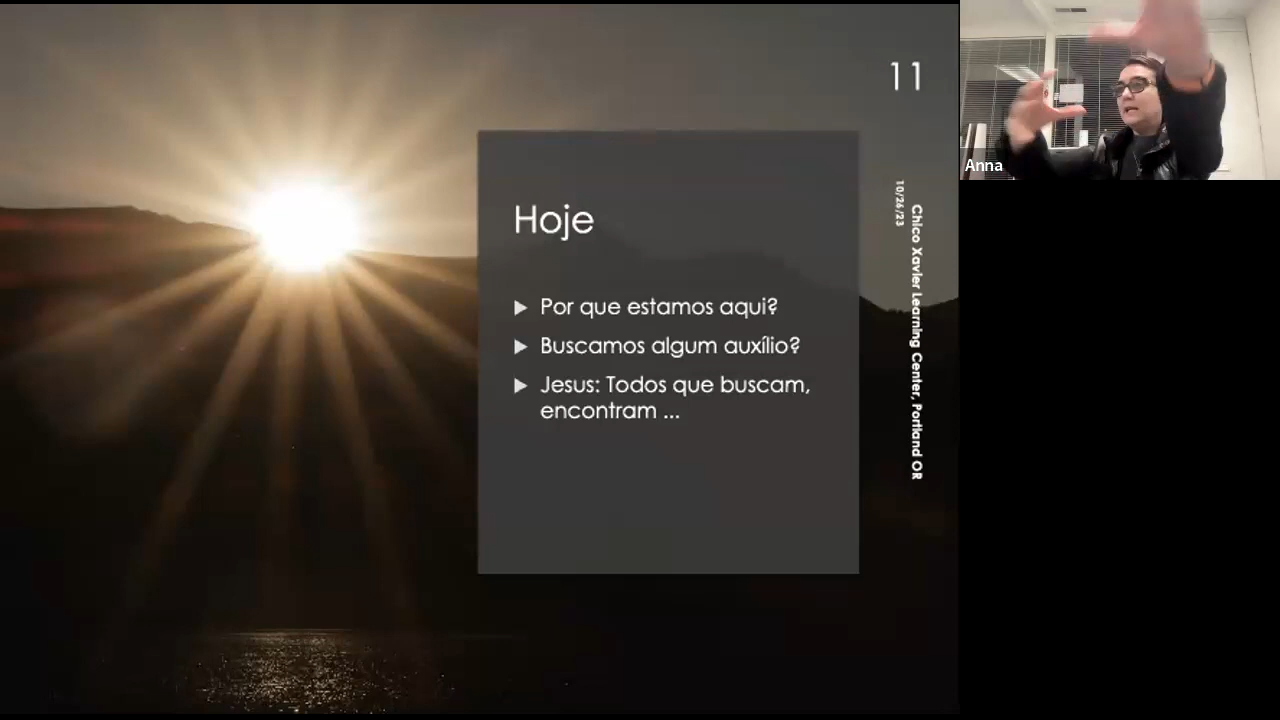 11
Hoje
Por que estamos aqui?
Buscamos algum auxílio?
Jesus: Todos que buscam,
encontram ...
10/26/23
Chico Xavier Learning Center, Portland OR
Anna